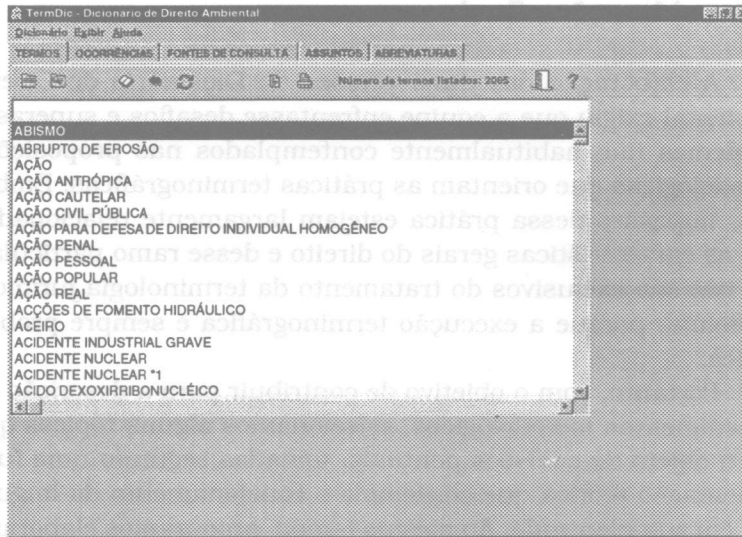 TermDic - Dicionario de Direito Ambiental
Dicionário Exibir Ajuda
TERMOS OCORRÊNCIAS FONTES DE CONSULTA ASSUNTOS ABREVIATURAS
Número de termos listados: 2005 ?
ABISMO
ABRUPTO DE EROSÃO
AÇÃO
AÇÃO ANTRÓPICA
AÇÃO CAUTELAR
AÇÃO CIVIL PÚBLICA
AÇÃO PARA DEFESA DE DIREITO INDIVIDUAL HOMOGÊNEO
AÇÃO PENAL
AÇÃO PESSOAL
AÇÃO POPULAR
AÇÃO REAL
ACCÇÕES DE FOMENTO HIDRÁULICO
ACEIRO
ACIDENTE INDUSTRIAL GRAVE
ACIDENTE NUCLEAR
ACIDENTE NUCLEAR *1
ÁCIDO DEXOXIRRIBONUCLÉICO